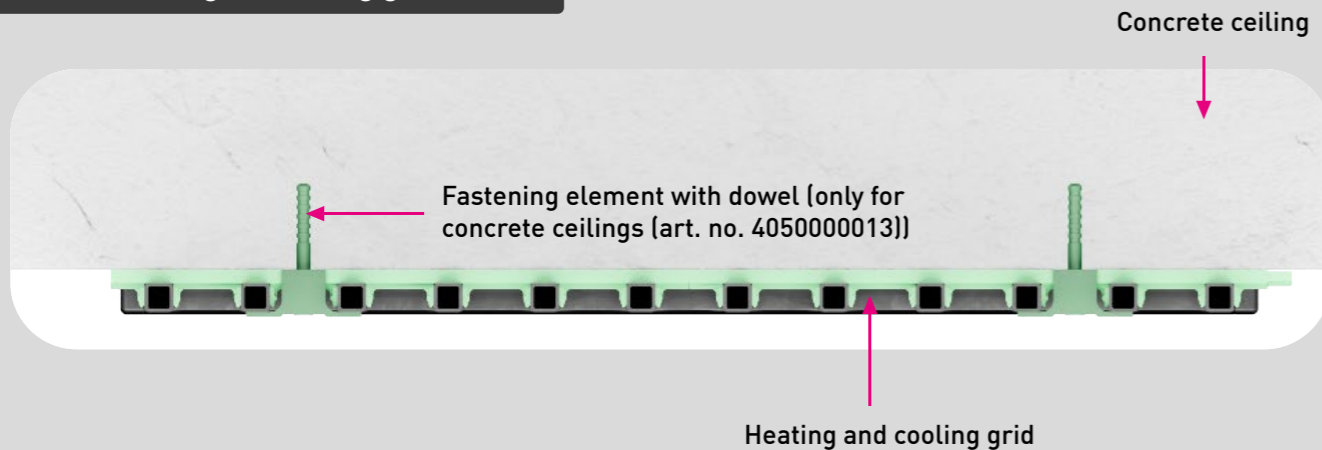 Concrete ceiling
Fastening element with dowel (only for
concrete ceilings (art. no. 4050000013))
Heating and cooling grid